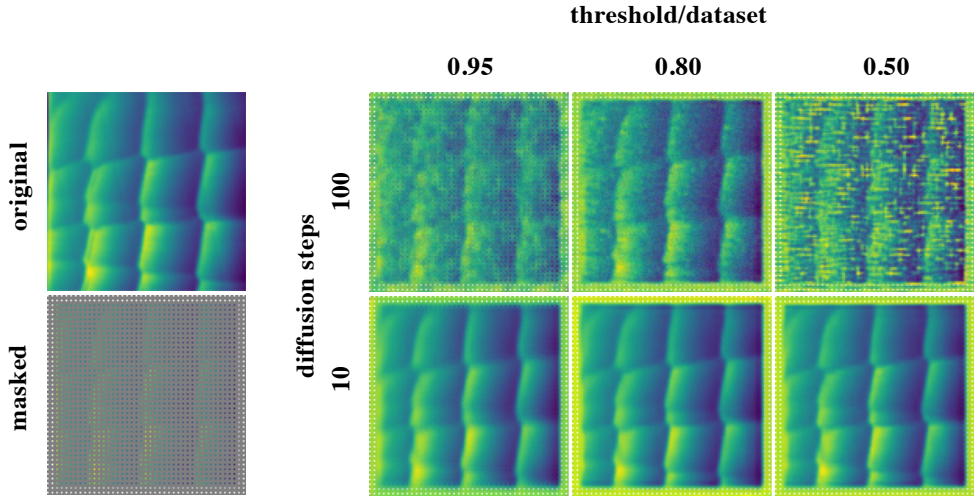 threshold/dataset
0.95 0.80 0.50
original
masked
diffusion steps
100
10